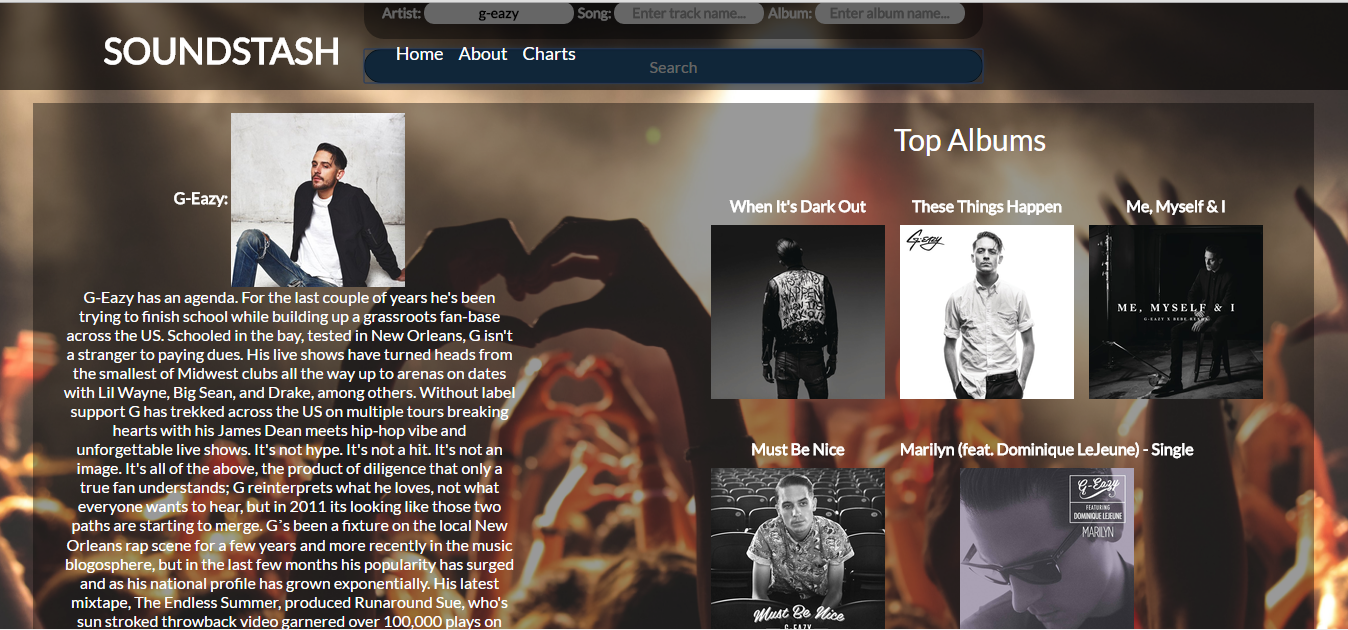 Artist: g-eazy Song: Enter track name... Album: Enter album name...
SOUNDSTASH
Home About Charts
Search
G-Eazy:
G-Eazy has an agenda. For the last couple of years he's been
trying to finish school while building up a grassroots fan-base
across the US. Schooled in the bay, tested in New Orleans, G isn't
a stranger to paying dues. His live shows have turned heads from
the smallest of Midwest clubs all the way up to arenas on dates
with Lil Wayne, Big Sean, and Drake, among others. Without label
support G has trekked across the US on multiple tours breaking
hearts with his James Dean meets hip-hop vibe and
unforgettable live shows. It's not hype. It's not a hit. It's not an
image. It's all of the above, the product of diligence that only a
true fan understands; G reinterprets what he loves, not what
everyone wants to hear, but in 2011 its looking like those two
paths are starting to merge. G`s been a fixture on the local New
Orleans rap scene for a few years and more recently in the music
blogosphere, but in the last few months his popularity has surged
and as his national profile has grown exponentially. His latest
mixtape, The Endless Summer, produced Runaround Sue, who's
sun stroked throwback video garnered over 100,000 plays on
Top Albums
When It's Dark Out
These Things Happen
G-Eazy
Me, Myself & I
ME, MYSELF & I
G-EAZY X BEBE REXHA
Must Be Nice
Must Be Nice
G-EAZY
Marilyn (feat. Dominique LeJeune) - Single
G-Eazy
FEATURING
DOMINIQUE LEJEUNE
MARILYN